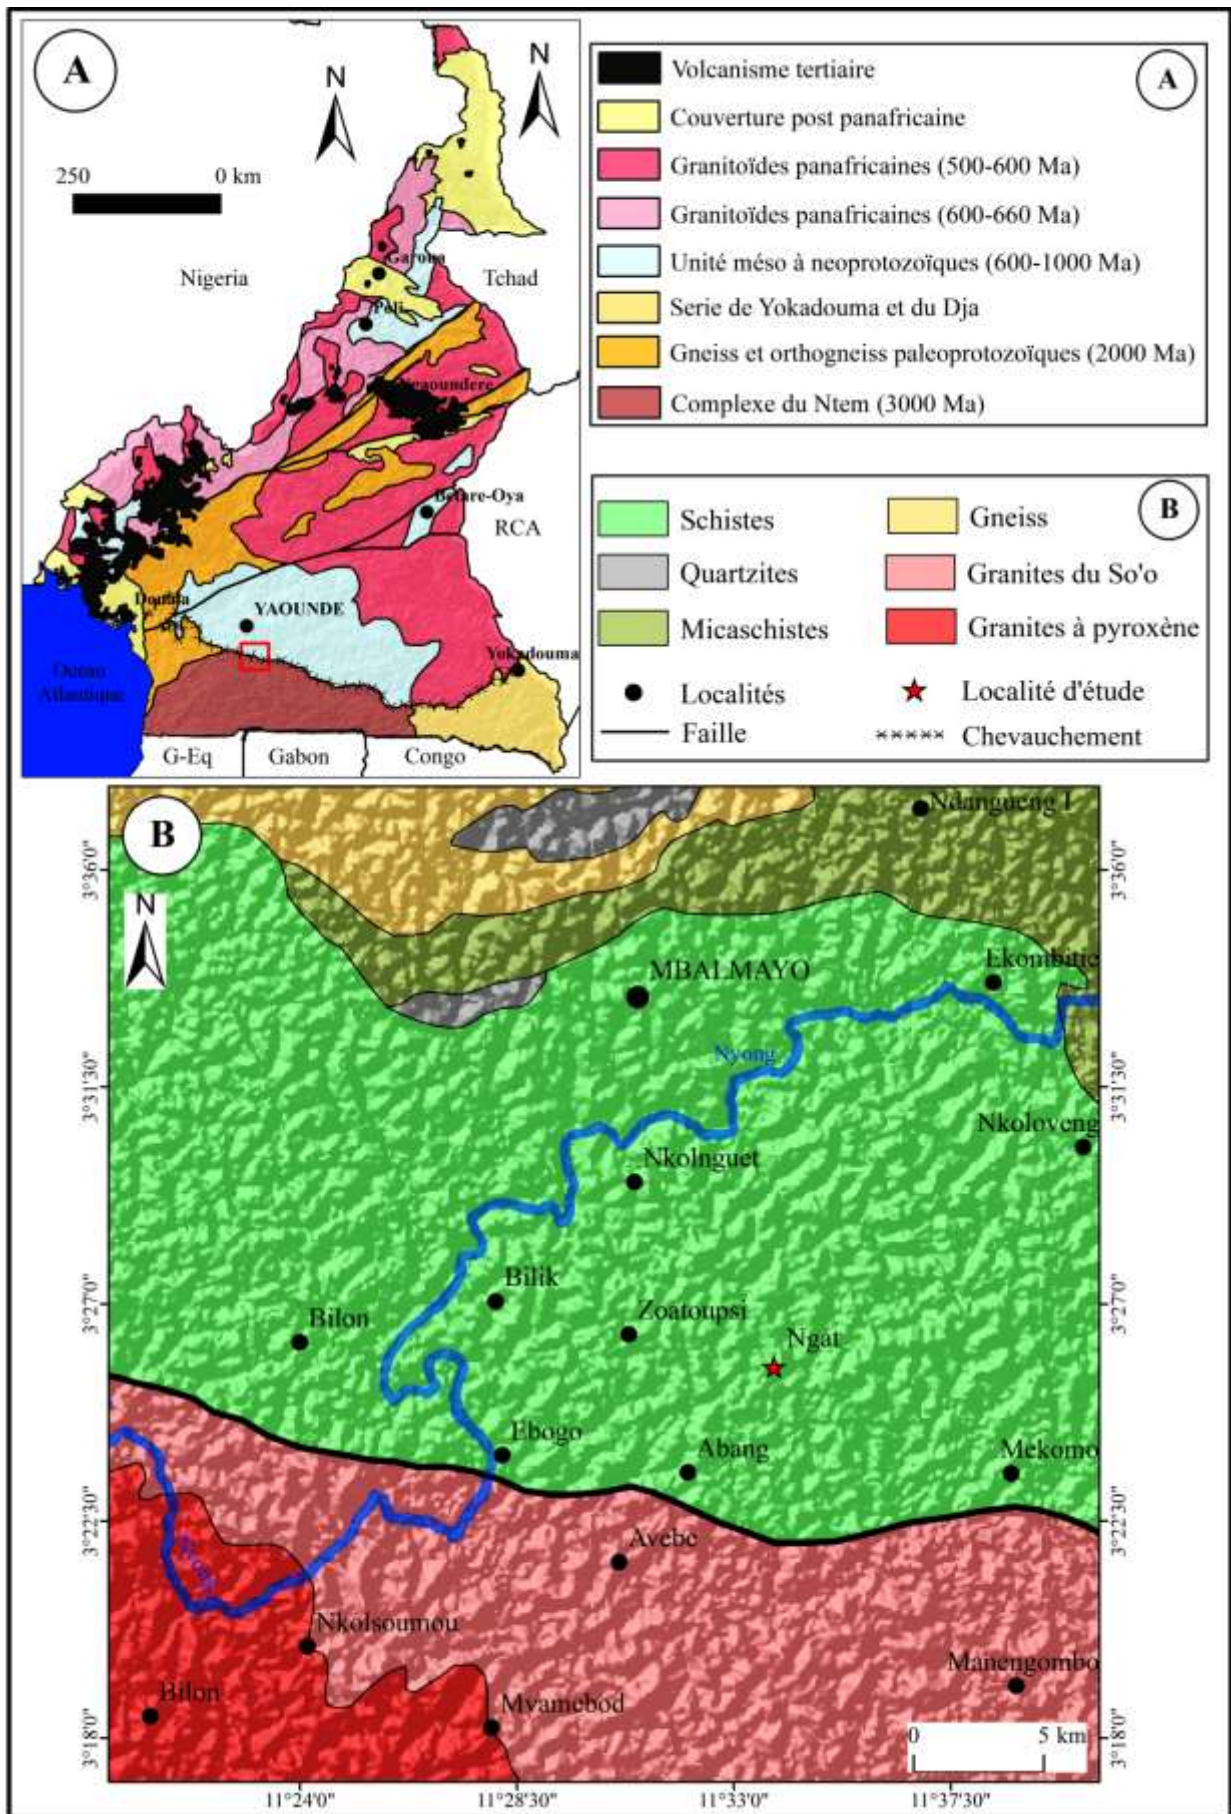 A
N
N
250 0 km
Nigeria
Garoua
Tchad
Poli
Ngaoundere
Betare-Oya
RCA
Douala
YAOUNDE
Yokadouma
Ocean
Atlantique
G-Eq Gabon Congo
A
Volcanisme tertiaire
Couverture post panafricaine
Granitoïdes panafricaines (500-600 Ma)
Granitoïdes panafricaines (600-660 Ma)
Unité méso à neoprotozoïques (600-1000 Ma)
Serie de Yokadouma et du Dja
Gneiss et orthogneiss paleoprotozoïques (2000 Ma)
Complexe du Ntem (3000 Ma)
B
Schistes Gneiss
Quartzites Granites du So'o
Micaschistes Granites à pyroxène
Localités Localité d'étude
Faille Chevauchement
B
N
Ndangueng I
3°36'0" 3°36'0"
Ekombitie
MBALMAYO
Nyong
3°31'30" 3°31'30"
Nkoloveng
Nkolnguet
Bilik
3°27'0" 3°27'0"
Bilon Zoatoupsi
Ngat
Ebogo Abang Mekomo
3°22'30" 3°22'30"
Avebe
Nyong
Nkolsoumou
Manengombo
Bilon Mvamebod
3°18'0" 3°18'0"
0 5 km
11°24'0" 11°28'30" 11°33'0" 11°37'30"